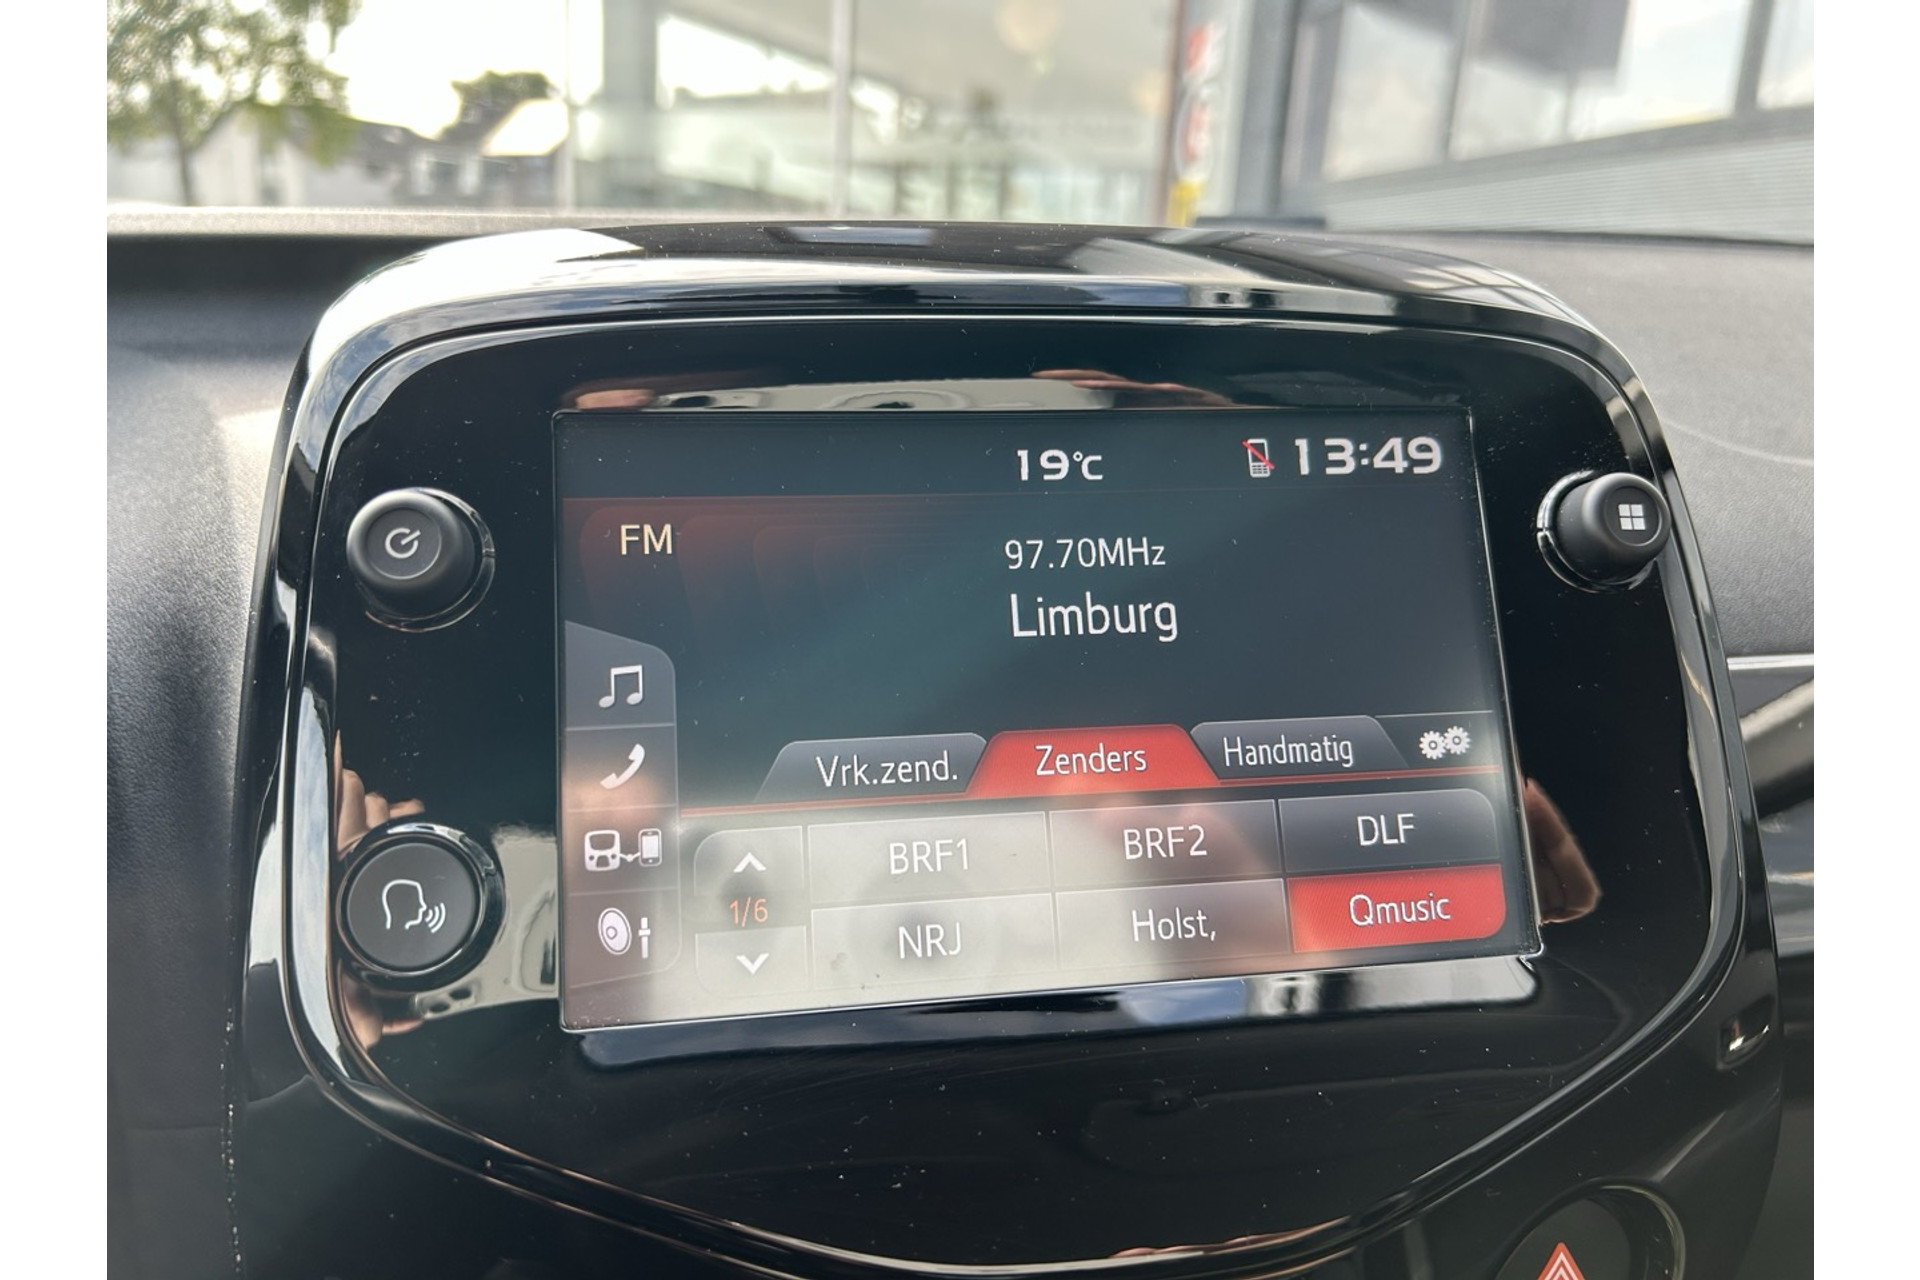 19°C 13:49
FM
97.70MHz
Limburg
Vrk.zend. Zenders Handmatig
BRF1 BRF2 DLF
1/6
NRJ Holst, Qmusic